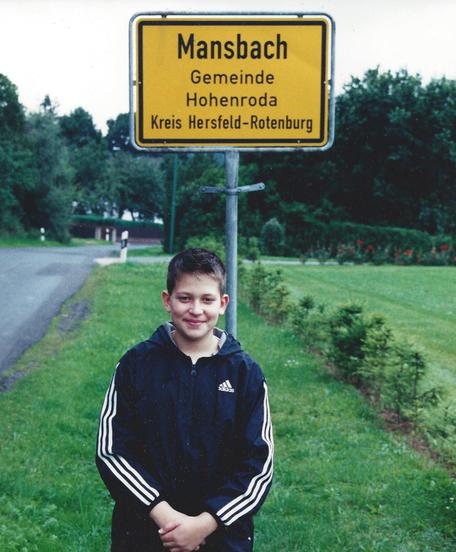 Mansbach
Gemeinde
Hohenroda
Kreis Hersfeld-Rotenburg
adidas